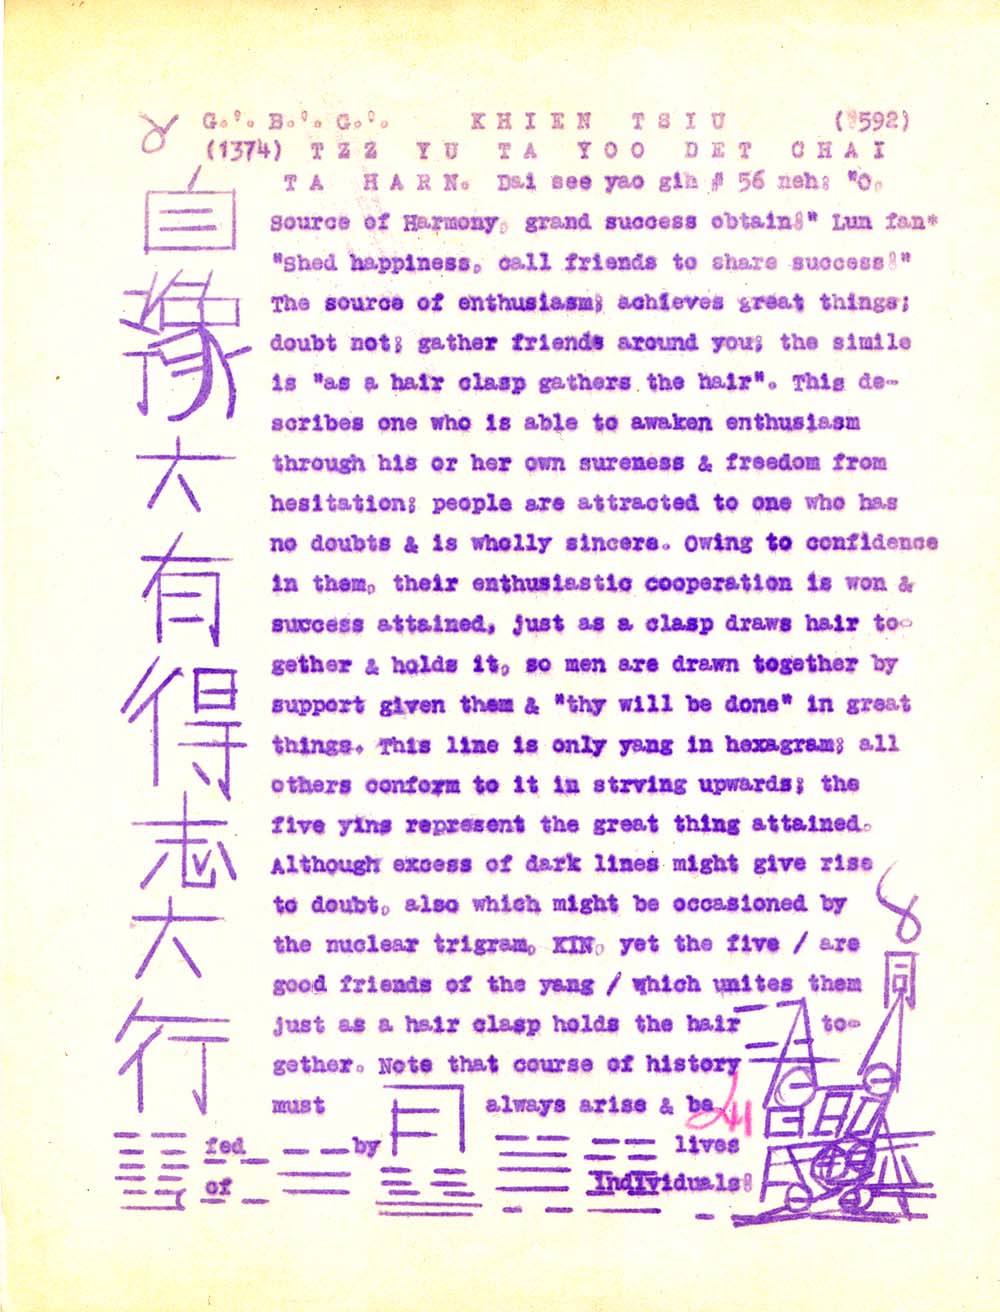 G.°. B.°. G.°. KHIEN TSIU ( 592)
(1374) TZZ YU TA YOO DET CHAI
TA HARN. Dai see yao gih # 56 neh: "O,
Source of Harmony, grand success obtain!" Lun fan*
"Shed happiness, call friends to share success!"
The source of enthusiasm; achieves great things;
doubt not; gather friends around you; the simile
is "as a hair clasp gathers the hair". This de-
scribes one who is able to awaken enthusiasm
through his or her own sureness & freedom from
hesitation; people are attracted to one who has
no doubts & is wholly sincere. Owing to confidence
in them, their enthusiastic cooperation is won &
success attained, just as a clasp draws hair to-
gether & holds it, so men are drawn together by
support given them & "thy will be done" in great
things. This line is only yang in hexagram; all
others conform to it in strving upwards; the
five yins represent the great thing attained.
Although excess of dark lines might give rise
to doubt, also which might be occasioned by
the nuclear trigram, KIN, yet the five / are
good friends of the yang / which unites them
just as a hair clasp holds the hair to-
gether. Note that course of history
must always arise & be
fed by lives
of IndIViduals!
自
豫
大
有
得
志
大
行
同